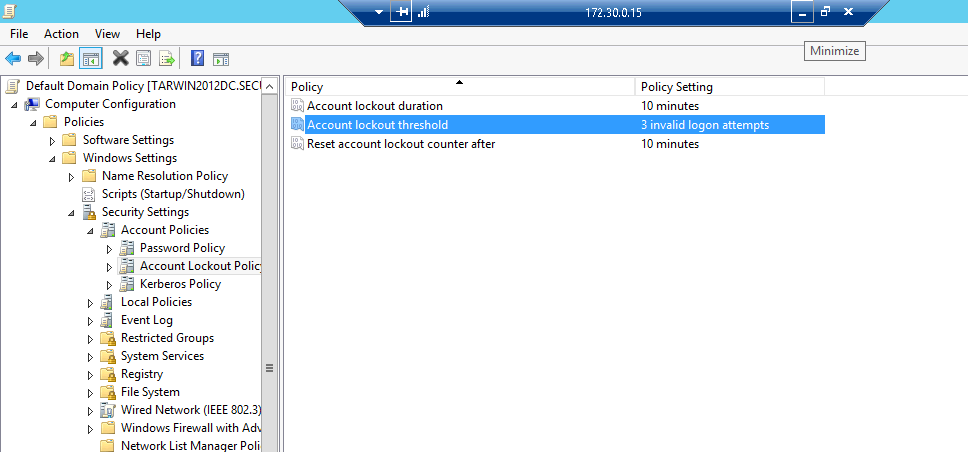 172.30.0.15
File Action View Help
Minimize
Default Domain Policy [TARWIN2012DC.SECU
Computer Configuration
Policies
Software Settings
Windows Settings
Name Resolution Policy
Scripts (Startup/Shutdown)
Security Settings
Account Policies
Password Policy
Account Lockout Policy
Kerberos Policy
Local Policies
Event Log
Restricted Groups
System Services
Registry
File System
Wired Network (IEEE 802.3)
Windows Firewall with Adv
Network List Manager Poli
Policy Policy Setting
Account lockout duration 10 minutes
Account lockout threshold 3 invalid logon attempts
Reset account lockout counter after 10 minutes